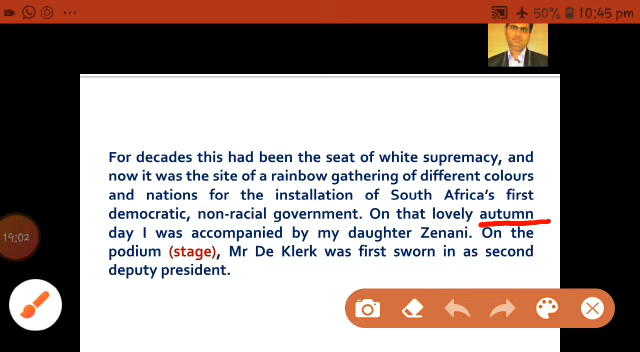 50% 10:45 pm
For decades this had been the seat of white supremacy, and
now it was the site of a rainbow gathering of different colours
and nations for the installation of South Africa's first
democratic, non-racial government. On that lovely autumn
day I was accompanied by my daughter Zenani. On the
podium (stage), Mr De Klerk was first sworn in as second
deputy president.
19:02